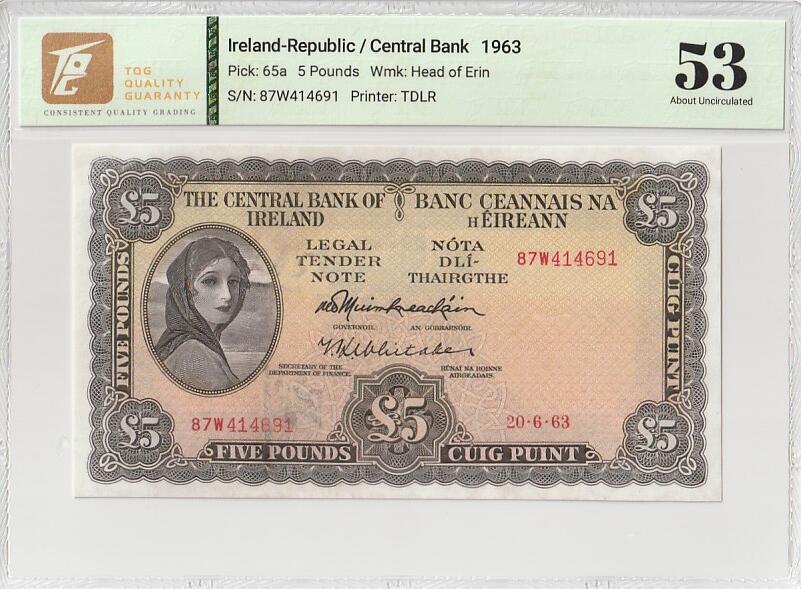 TQG
QUALITY
GUARANTY
CONSISTENT QUALITY GRADING
Ireland-Republic / Central Bank 1963
Pick: 65a 5 Pounds Wmk: Head of Erin
S/N: 87W414691 Printer: TDLR
53
About Uncirculated
£5
THE CENTRAL BANK OF
IRELAND
BANC CEANNAIS NA
hÉIREANN
£5
LEGAL
TENDER
NOTE
NÓTA
DLÍ-
THAIRGTHE
87W414691
FIVE POUNDS
CUIG PUINT
GOVERNOR.
AN GOBHARNÓIR.
T.K. Whitaker
SECRETARY OF THE
DEPARTMENT OF FINANCE.
RÚNAÍ NA ROINNE
AIRGEADAIS.
87W414691
£5
20·6·63
£5
£5
FIVE POUNDS
CUIG PUINT